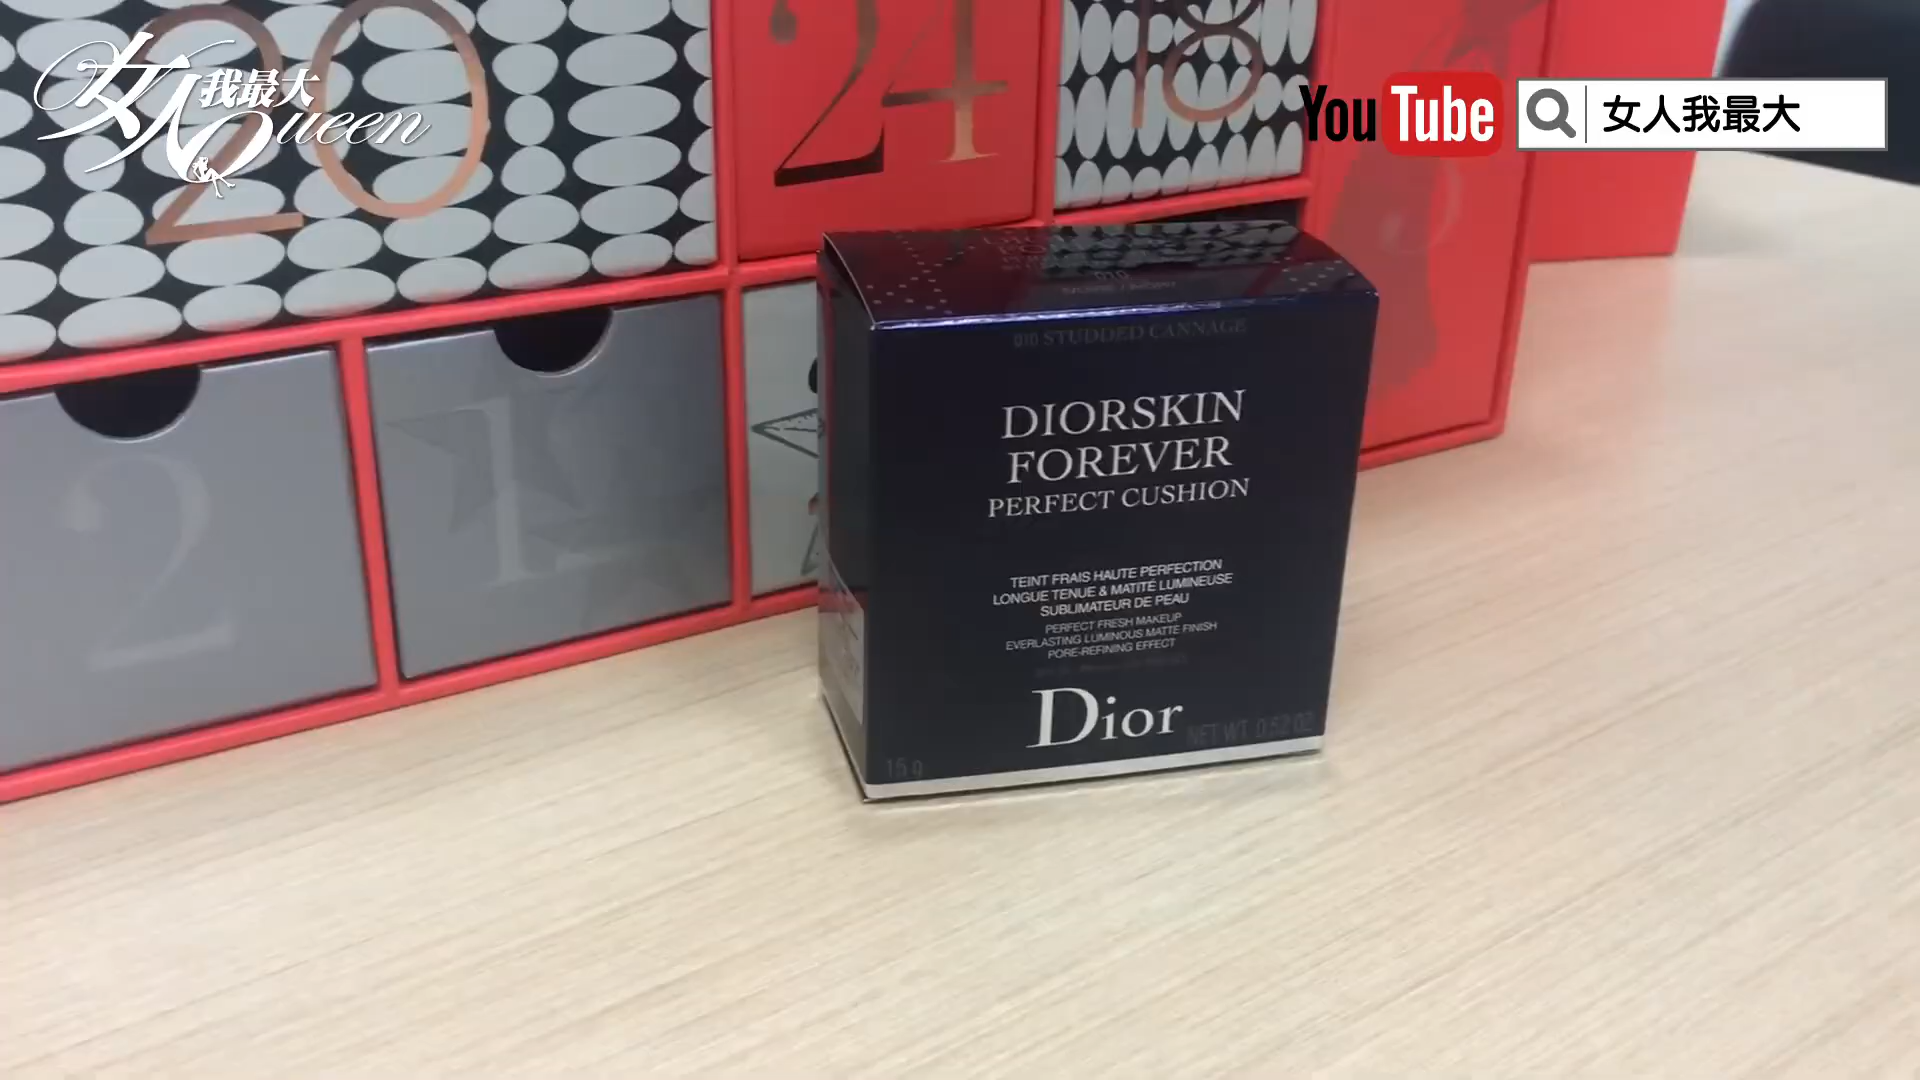 女人我最大
Queen
YouTube
女人我最大
20
24
18
2
1
010 STUDDED CANNAGE
DIORSKIN
FOREVER
PERFECT CUSHION
TEINT FRAIS HAUTE PERFECTION
LONGUE TENUE & MATITÉ LUMINEUSE
SUBLIMATEUR DE PEAU
PERFECT FRESH MAKEUP
EVERLASTING LUMINOUS MATTE FINISH
PORE-REFINING EFFECT
Dior
15 g
NET WT. 0.52 OZ